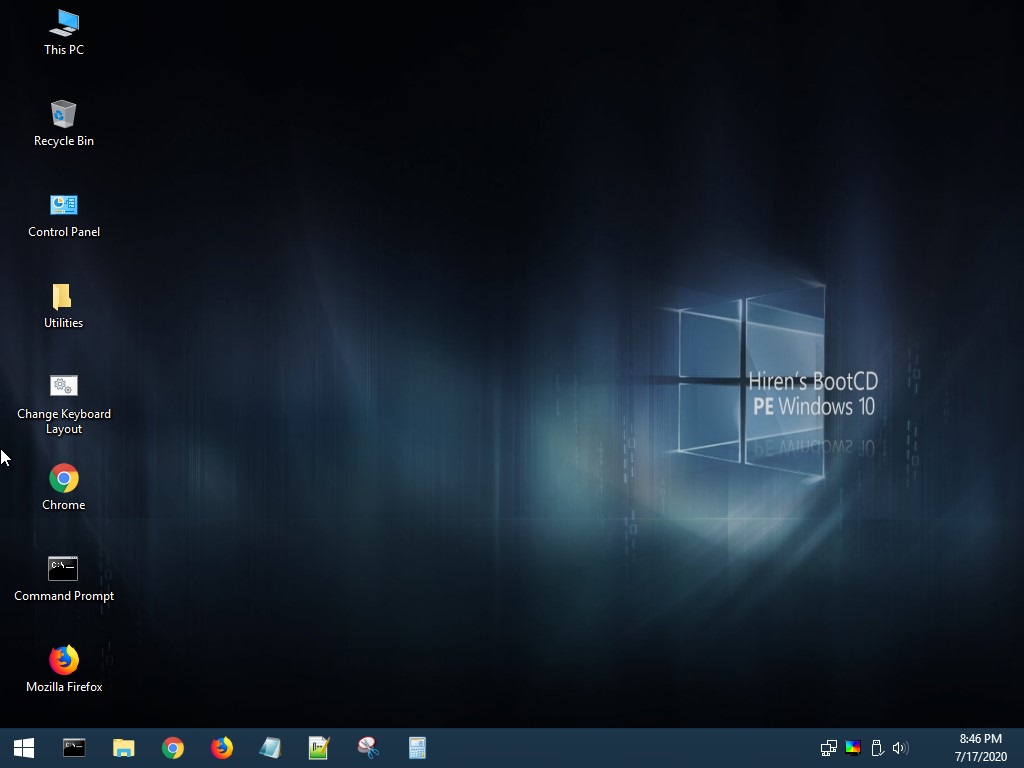 This PC
Recycle Bin
Control Panel
Utilities
Change Keyboard
Layout
Chrome
C:\
Command Prompt
Mozilla Firefox
Hiren's BootCD
PE Windows 10
8:46 PM
7/17/2020